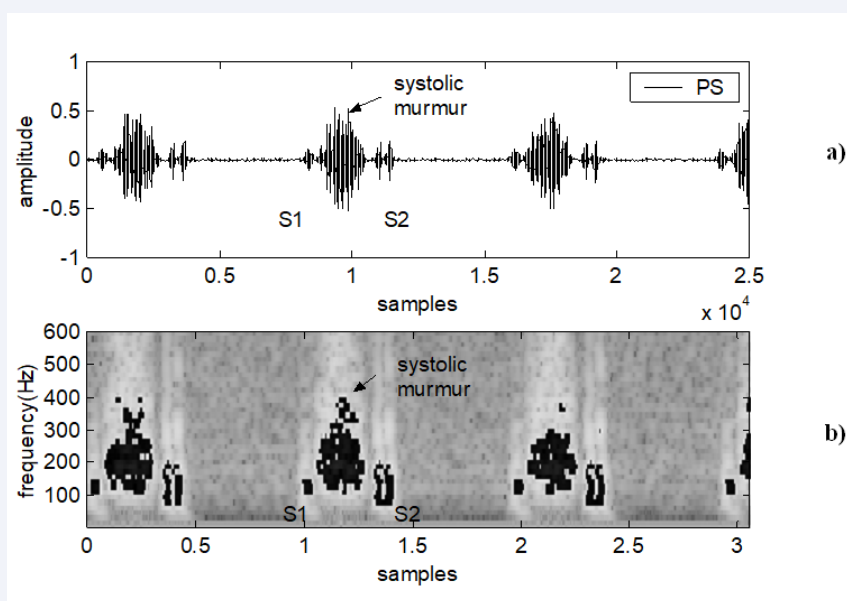 1
0.5
0
-0.5
-1
amplitude
systolic
murmur
PS
S1 S2
a)
0 0.5 1 1.5 2 2.5
samples
x 10^4
600
500
400
300
200
100
frequency(Hz)
systolic
murmur
S1 S2
b)
0 0.5 1 1.5 2 2.5 3
samples